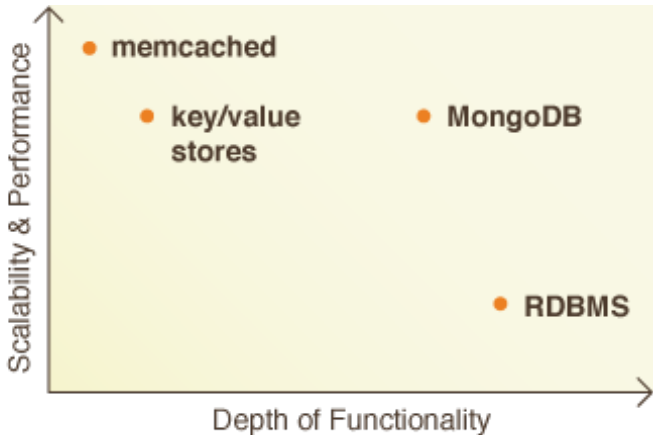 memcached
key/value
stores
MongoDB
RDBMS
Scalability & Performance
Depth of Functionality